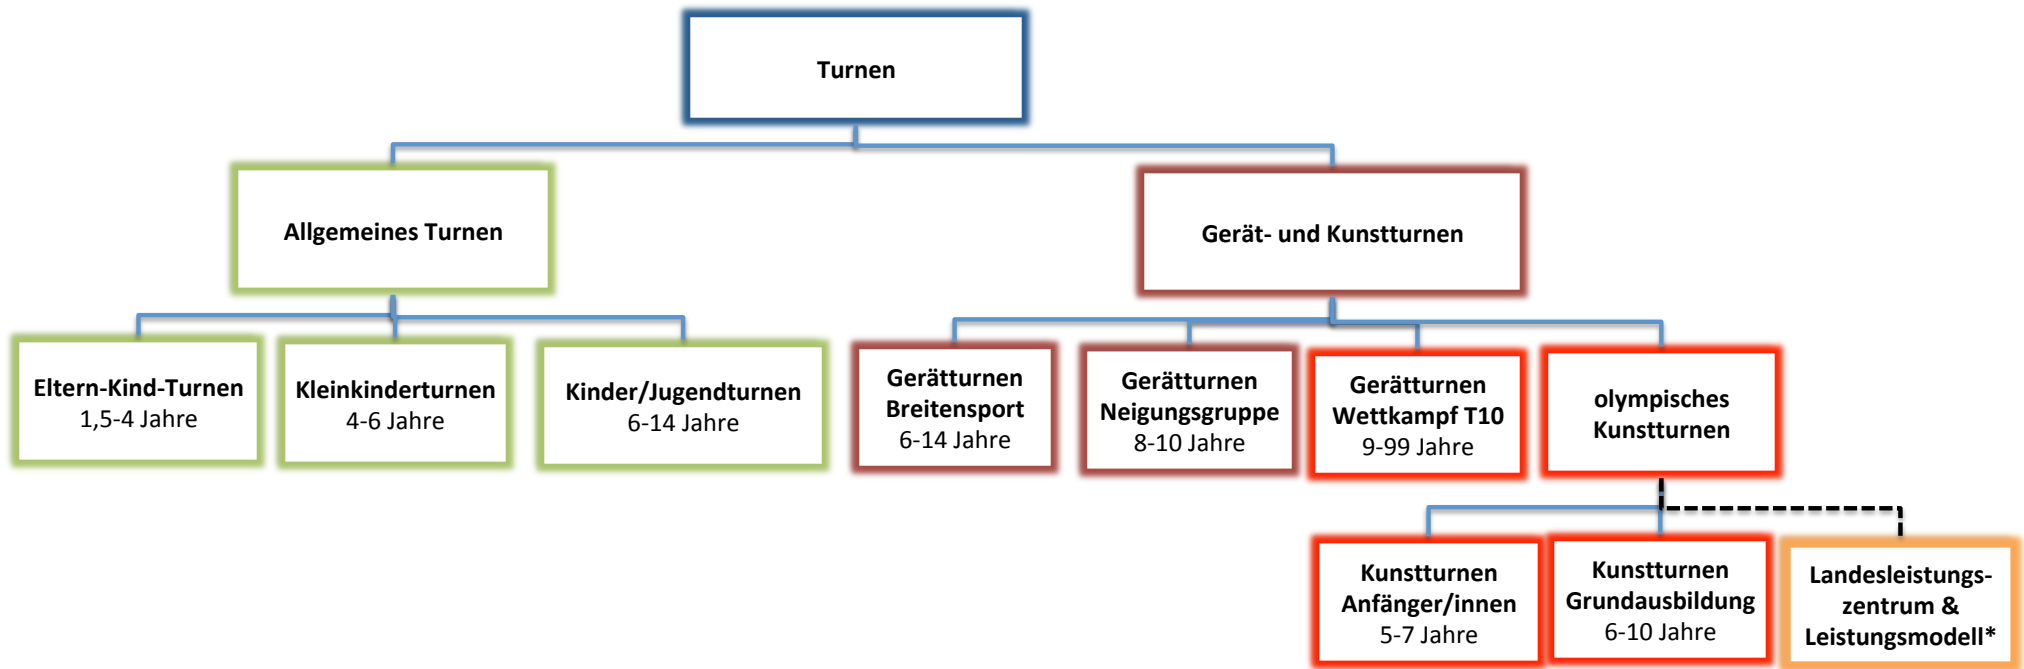 Turnen
Allgemeines Turnen
Gerät- und Kunstturnen
Eltern-Kind-Turnen
1,5-4 Jahre
Kleinkinderturnen
4-6 Jahre
Kinder/Jugendturnen
6-14 Jahre
Gerätturnen
Breitensport
6-14 Jahre
Gerätturnen
Neigungsgruppe
8-10 Jahre
Gerätturnen
Wettkampf T10
9-99 Jahre
olympisches
Kunstturnen
Kunstturnen
Anfänger/innen
5-7 Jahre
Kunstturnen
Grundausbildung
6-10 Jahre
Landesleistungs-
zentrum &
Leistungsmodell*